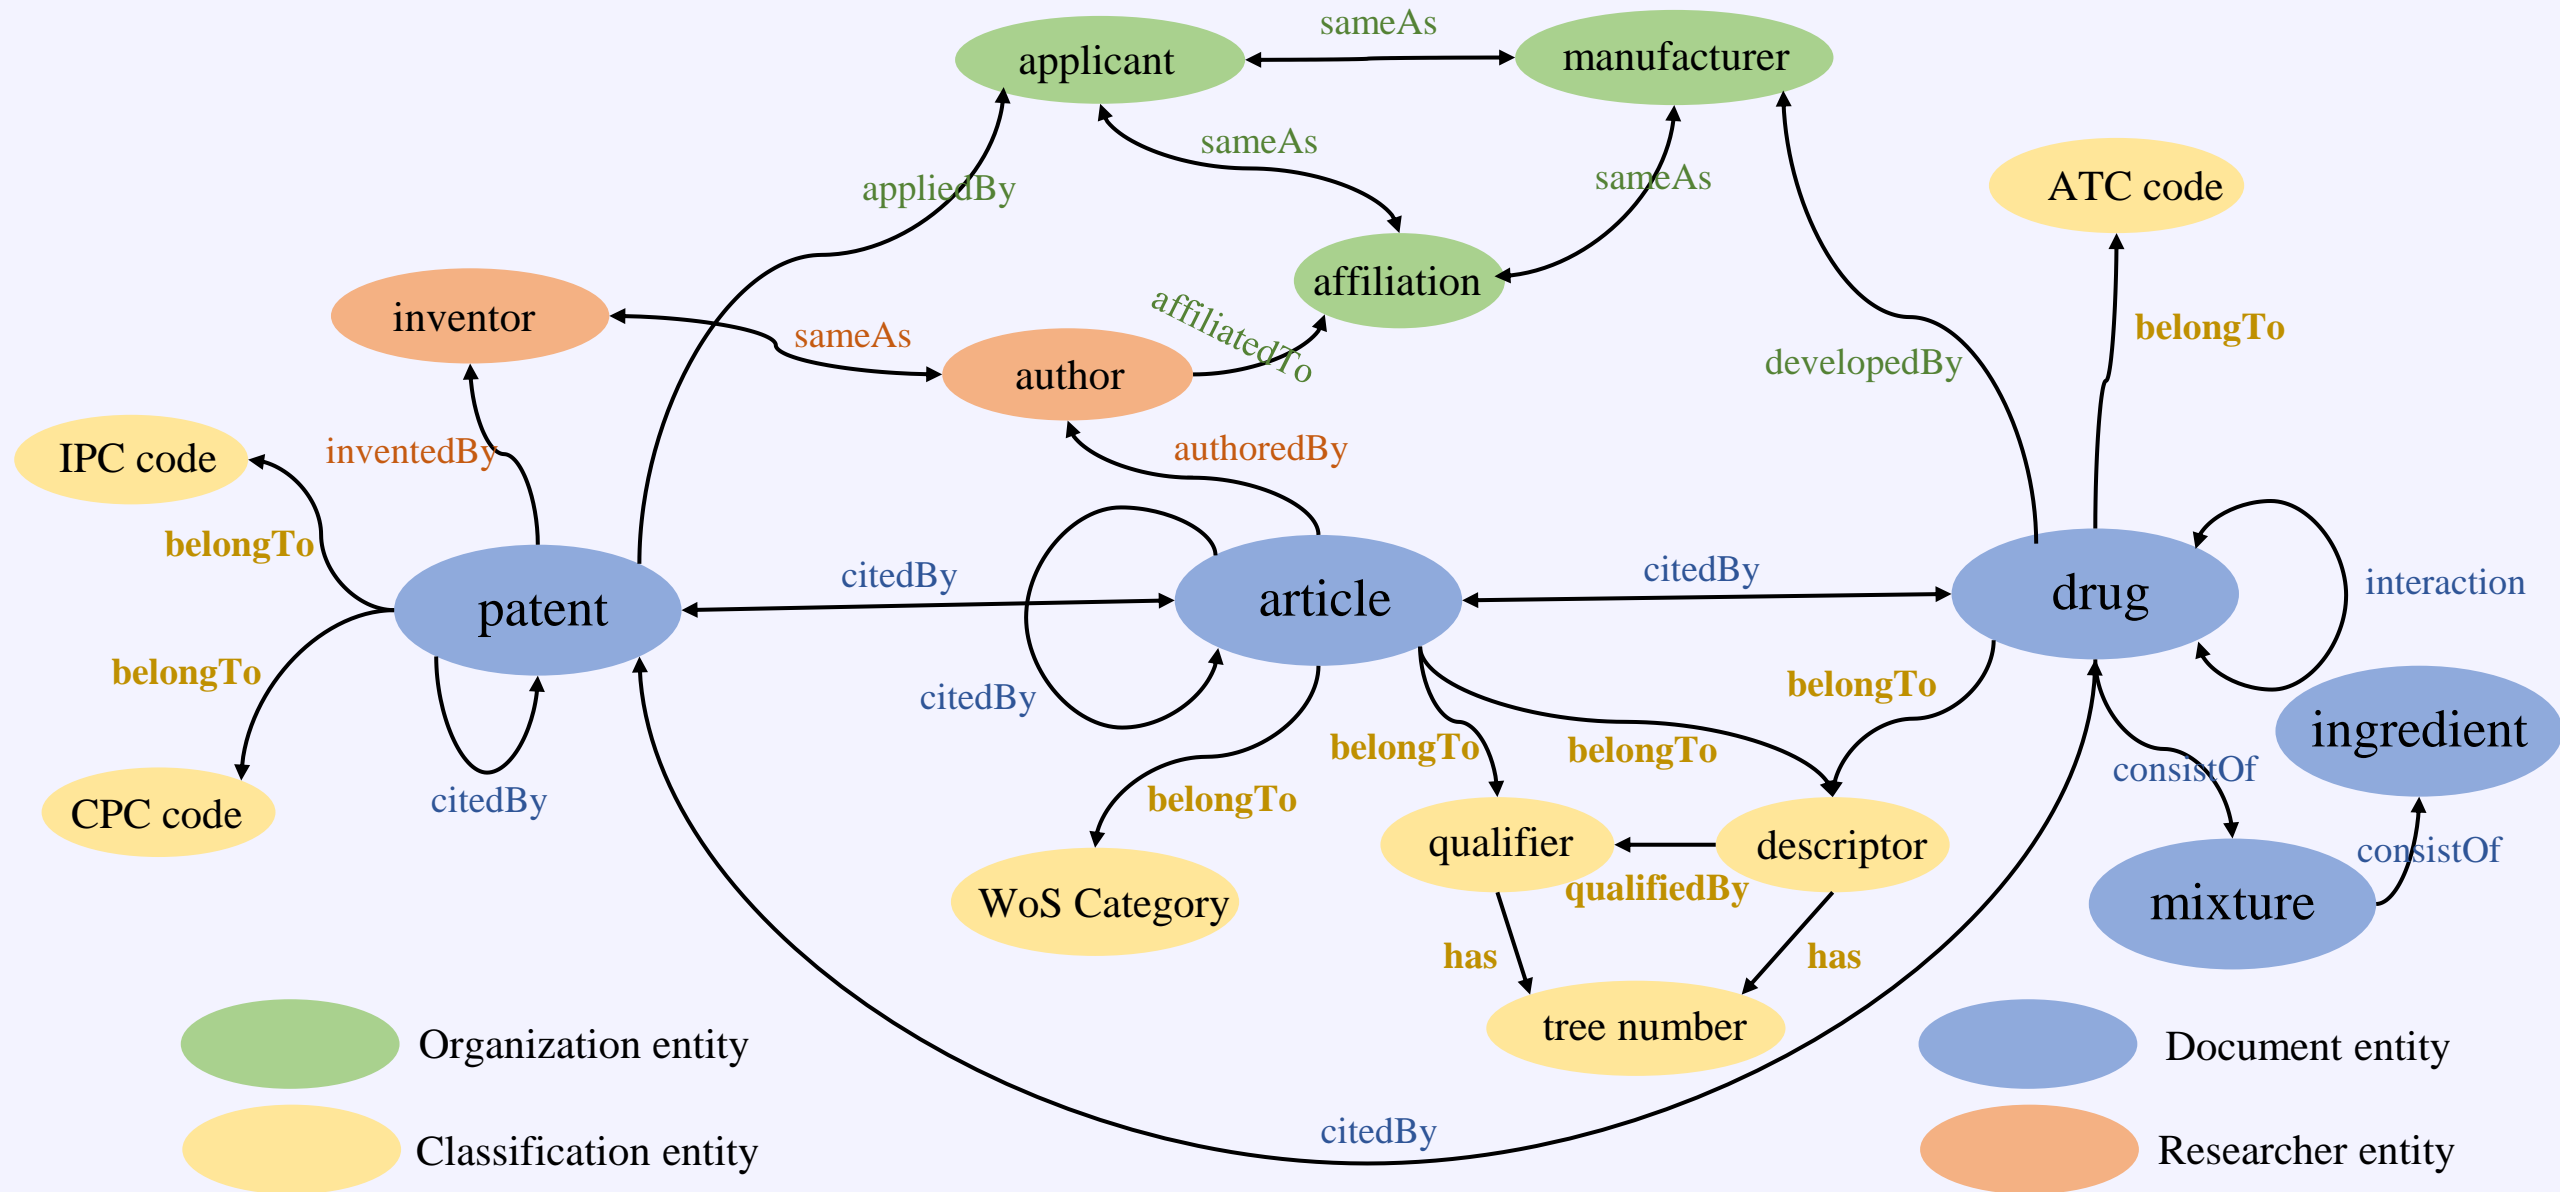 sameAs
applicant
manufacturer
sameAs
sameAs
appliedBy
ATC code
affiliation
inventor
affiliatedTo
sameAs
belongTo
author
developedBy
authoredBy
inventedBy
IPC code
belongTo
citedBy
citedBy
interaction
patent
article
drug
belongTo
citedBy
belongTo
ingredient
belongTo
belongTo
consistOf
citedBy
belongTo
CPC code
qualifier
descriptor
consistOf
qualifiedBy
WoS Category
mixture
has
has
tree number
Organization entity
Document entity
citedBy
Classification entity
Researcher entity